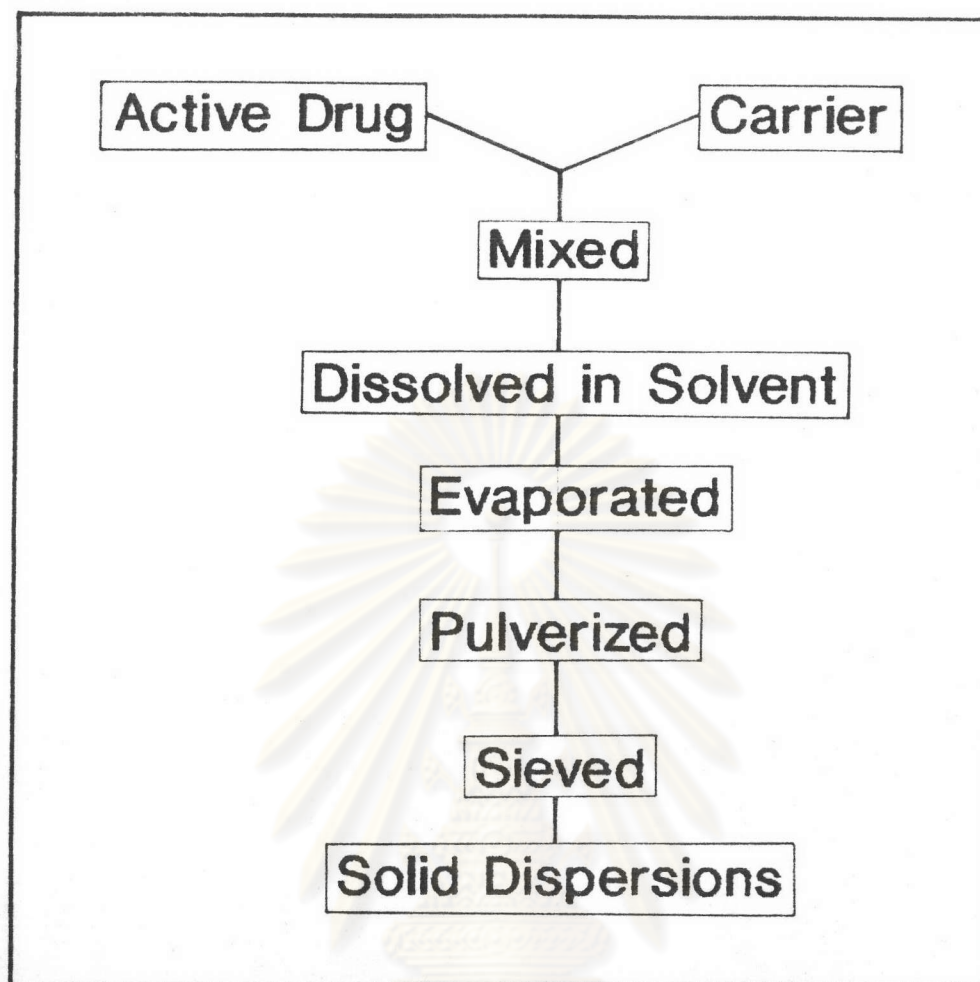 Active Drug
Carrier
Mixed
Dissolved in Solvent
Evaporated
Pulverized
Sieved
Solid Dispersions